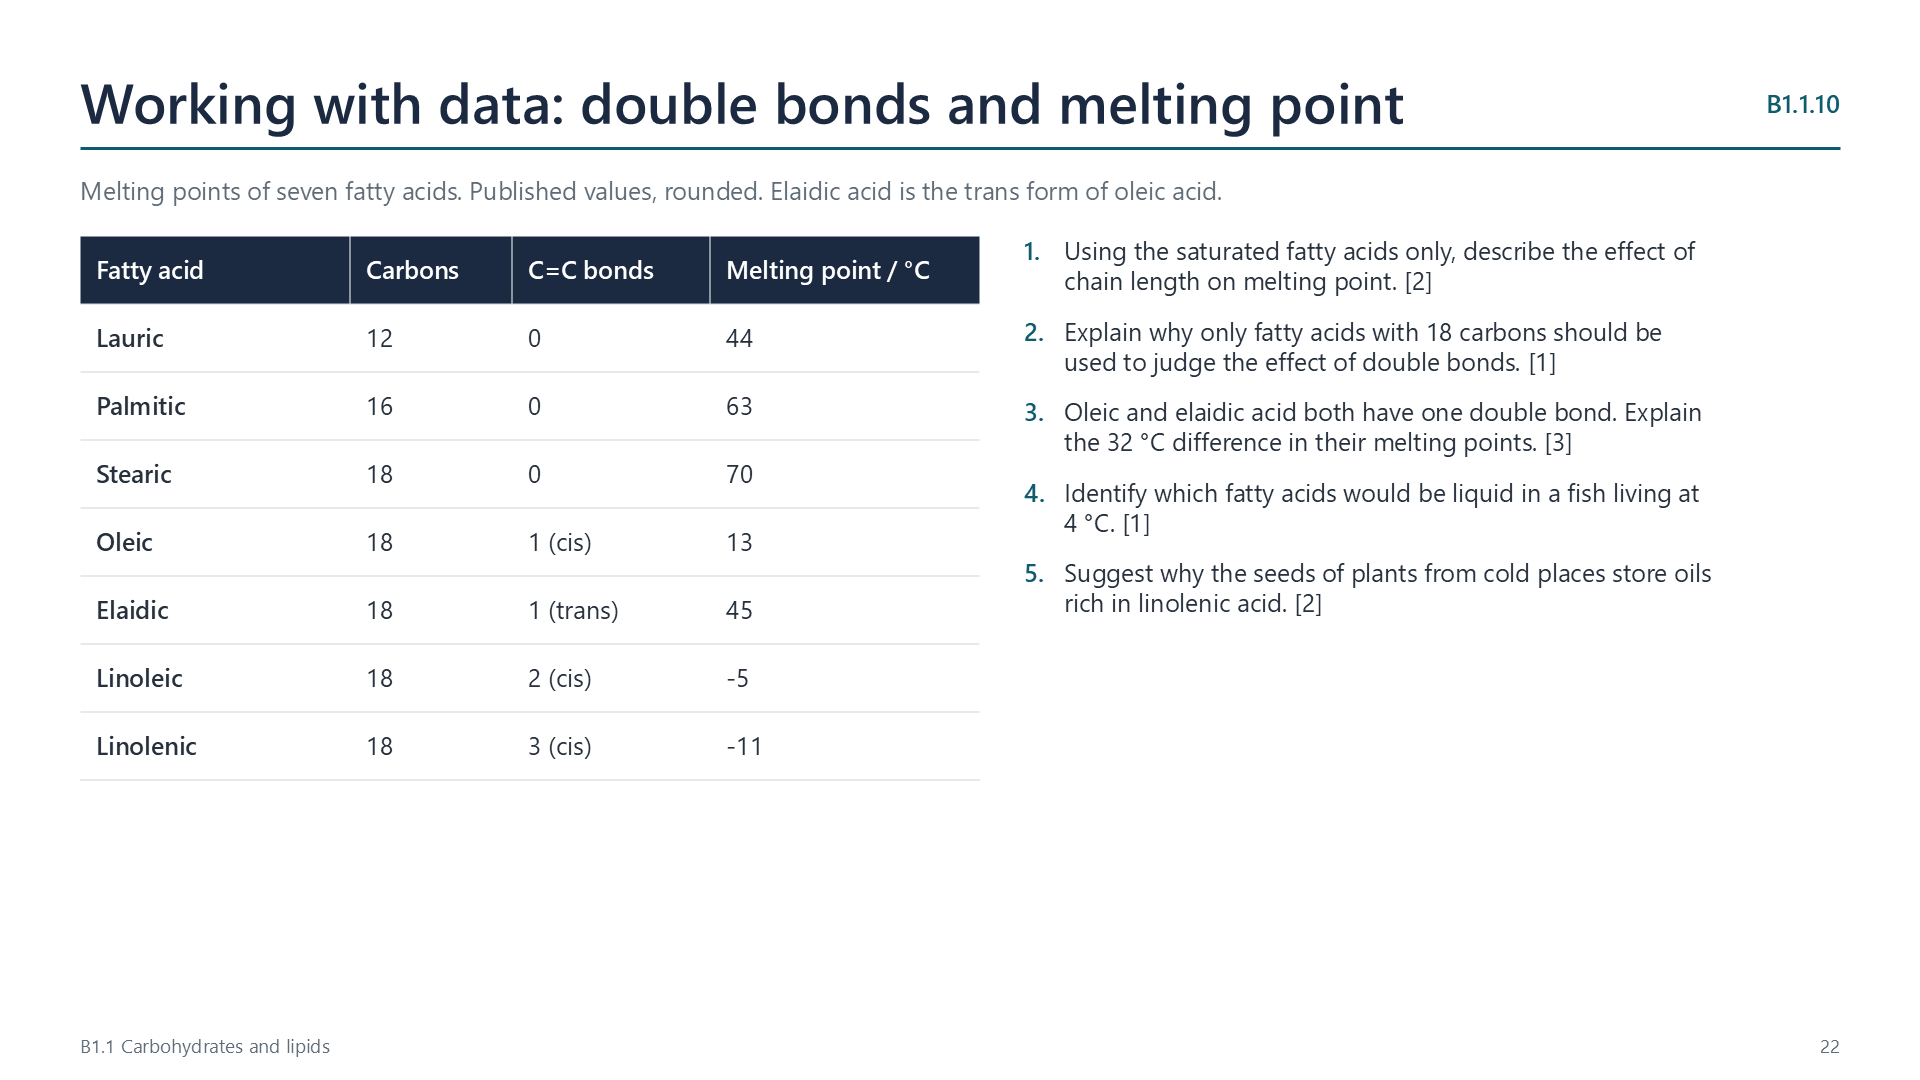 Working with data: double bonds and melting point
B1.1.10
Melting points of seven fatty acids. Published values, rounded. Elaidic acid is the trans form of oleic acid.
Fatty acid Carbons C=C bonds Melting point / °C
Lauric 12 0 44
Palmitic 16 0 63
Stearic 18 0 70
Oleic 18 1 (cis) 13
Elaidic 18 1 (trans) 45
Linoleic 18 2 (cis) -5
Linolenic 18 3 (cis) -11
1. Using the saturated fatty acids only, describe the effect of
chain length on melting point. [2]
2. Explain why only fatty acids with 18 carbons should be
used to judge the effect of double bonds. [1]
3. Oleic and elaidic acid both have one double bond. Explain
the 32 °C difference in their melting points. [3]
4. Identify which fatty acids would be liquid in a fish living at
4 °C. [1]
5. Suggest why the seeds of plants from cold places store oils
rich in linolenic acid. [2]
B1.1 Carbohydrates and lipids
22